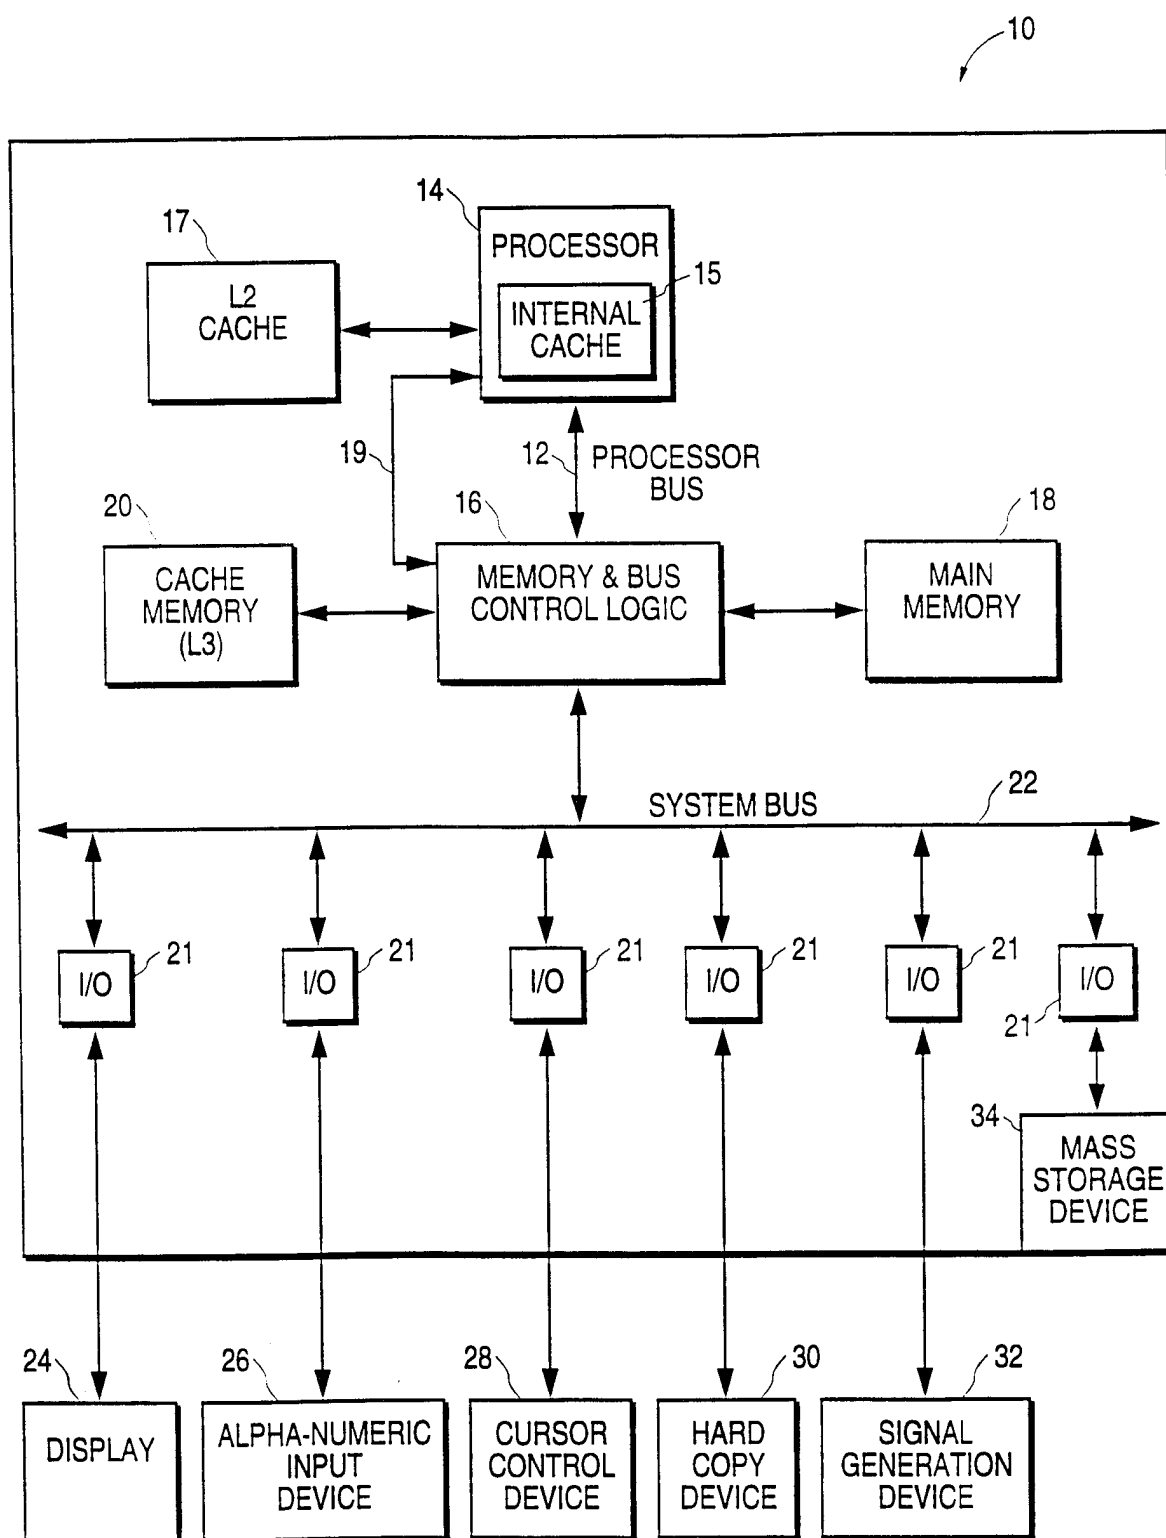 10
14
17
PROCESSOR
15
L2
CACHE
INTERNAL
CACHE
19
12
PROCESSOR
BUS
20
16
18
CACHE
MEMORY
(L3)
MEMORY & BUS
CONTROL LOGIC
MAIN
MEMORY
SYSTEM BUS
22
21
21
21
21
21
I/O
I/O
I/O
I/O
I/O
I/O
21
34
MASS
STORAGE
DEVICE
24
26
28
30
32
DISPLAY
ALPHA-NUMERIC
INPUT
DEVICE
CURSOR
CONTROL
DEVICE
HARD
COPY
DEVICE
SIGNAL
GENERATION
DEVICE